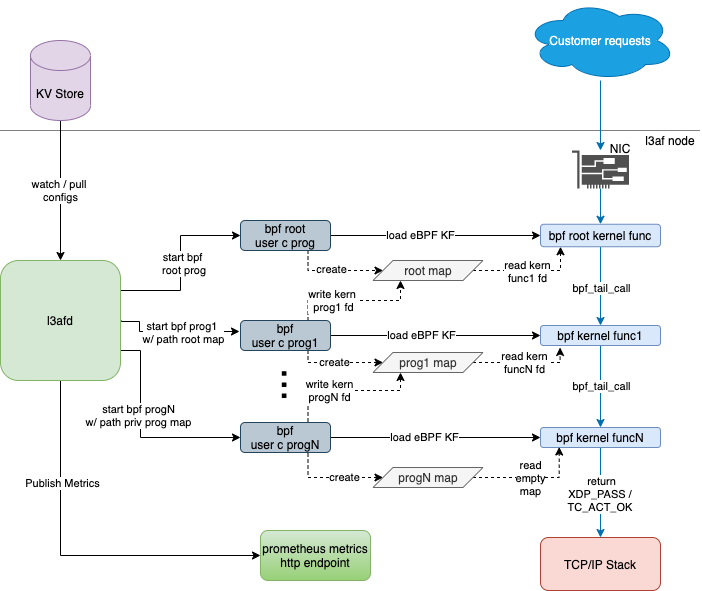 Customer requests
KV Store
l3af node
NIC
watch / pull
configs
bpf root
user c prog
load eBPF KF
bpf root kernel func
start bpf
root prog
create
root map
read kern
func1 fd
bpf_tail_call
write kern
prog1 fd
l3afd
start bpf prog1
w/ path root map
bpf
user c prog1
load eBPF KF
bpf kernel func1
create
prog1 map
read kern
funcN fd
bpf_tail_call
write kern
progN fd
start bpf progN
w/ path priv prog map
bpf
user c progN
load eBPF KF
bpf kernel funcN
create
progN map
read
empty
map
return
XDP_PASS /
TC_ACT_OK
Publish Metrics
prometheus metrics
http endpoint
TCP/IP Stack